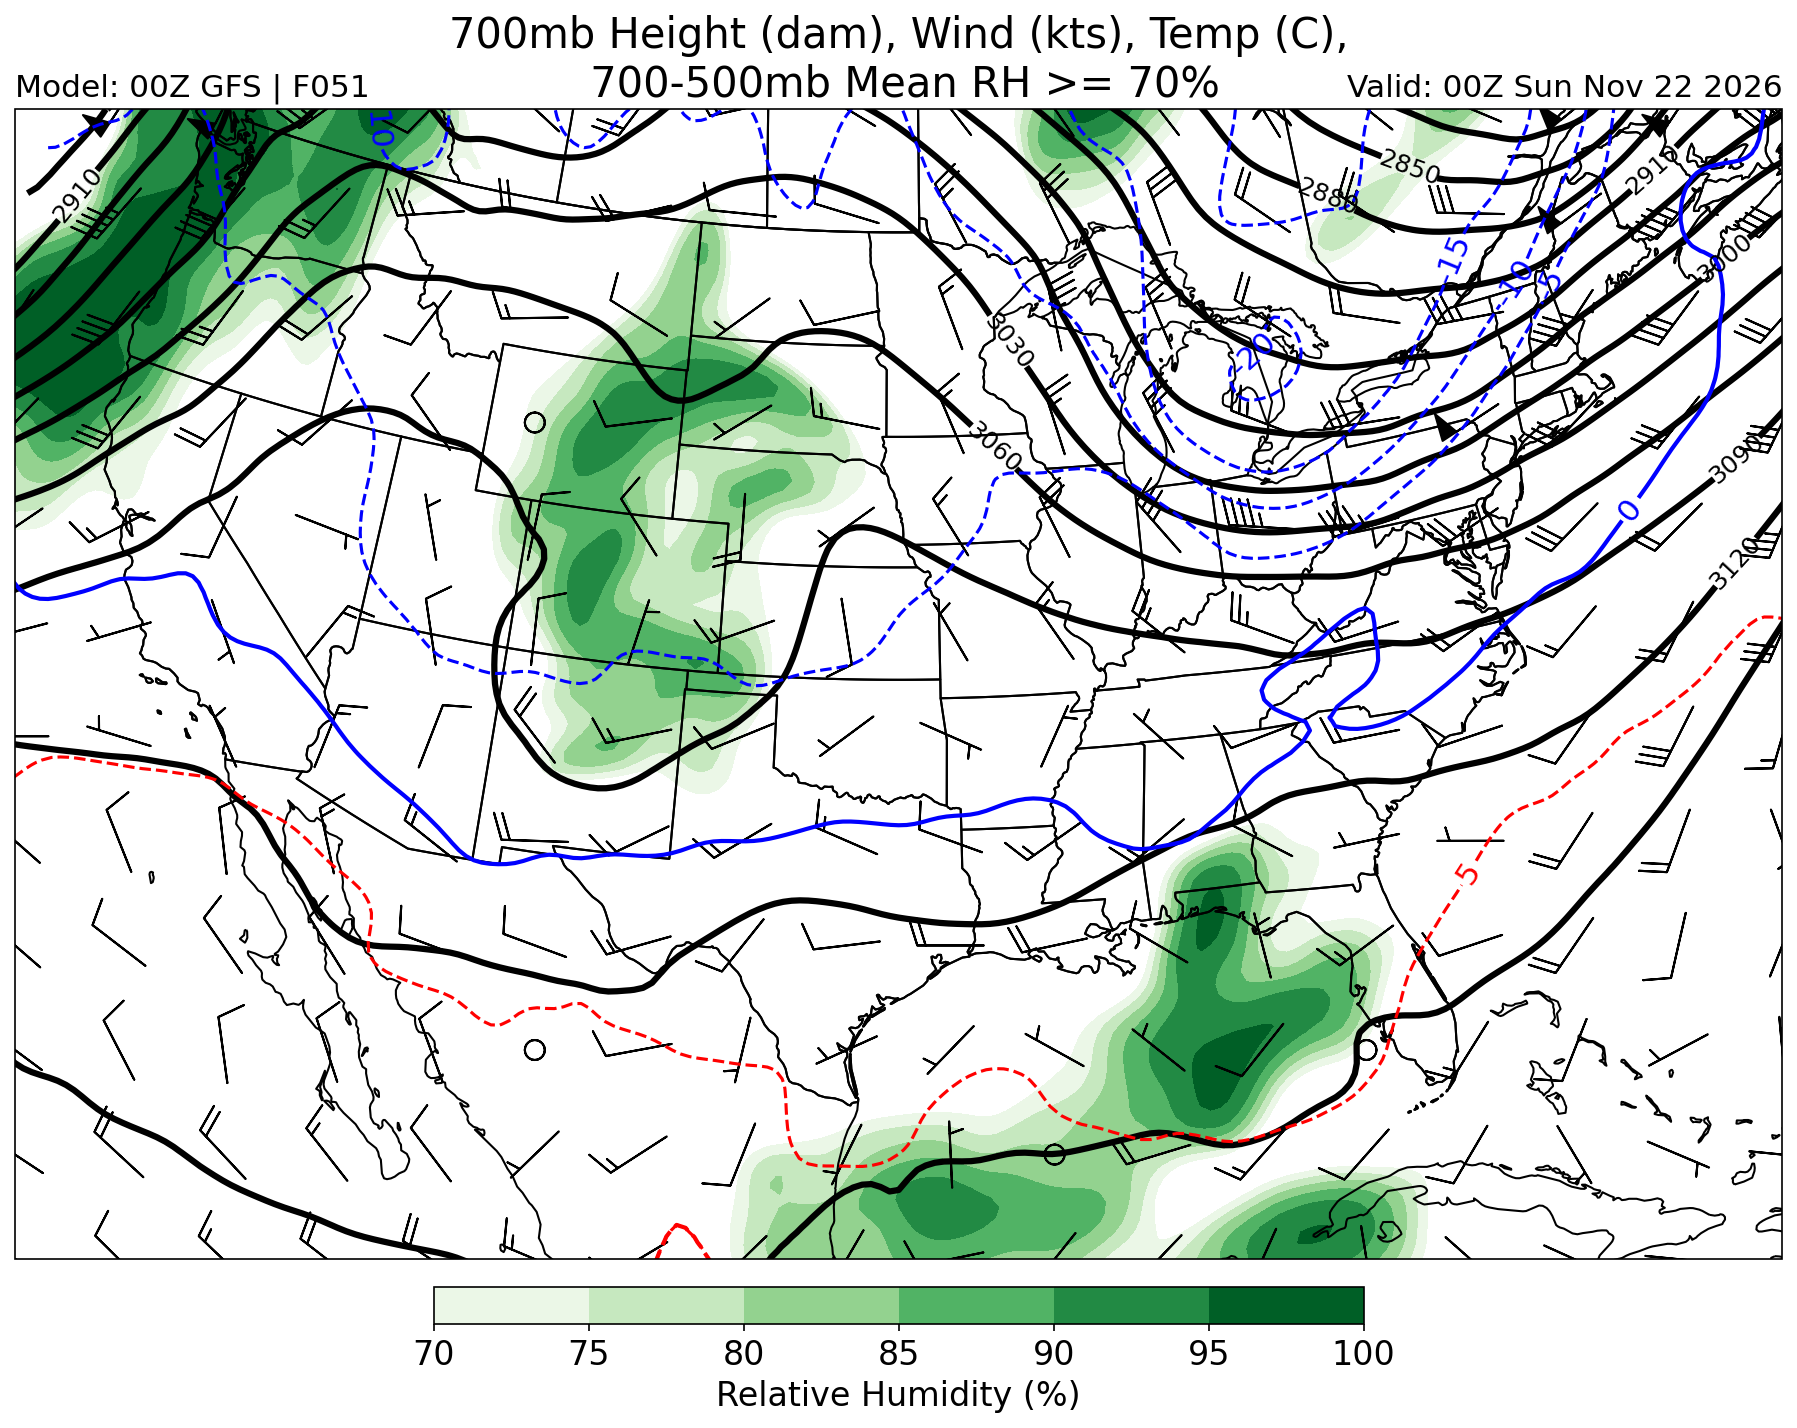 700mb Height (dam), Wind (kts), Temp (C),
700-500mb Mean RH >= 70%
Model: 00Z GFS | F051
Valid: 00Z Sun Nov 22 2026
10
2910
2850
2880
2910
-15
-10
-5
3000
3030
-20
3060
3090
0
3120
5
70 75 80 85 90 95 100
Relative Humidity (%)